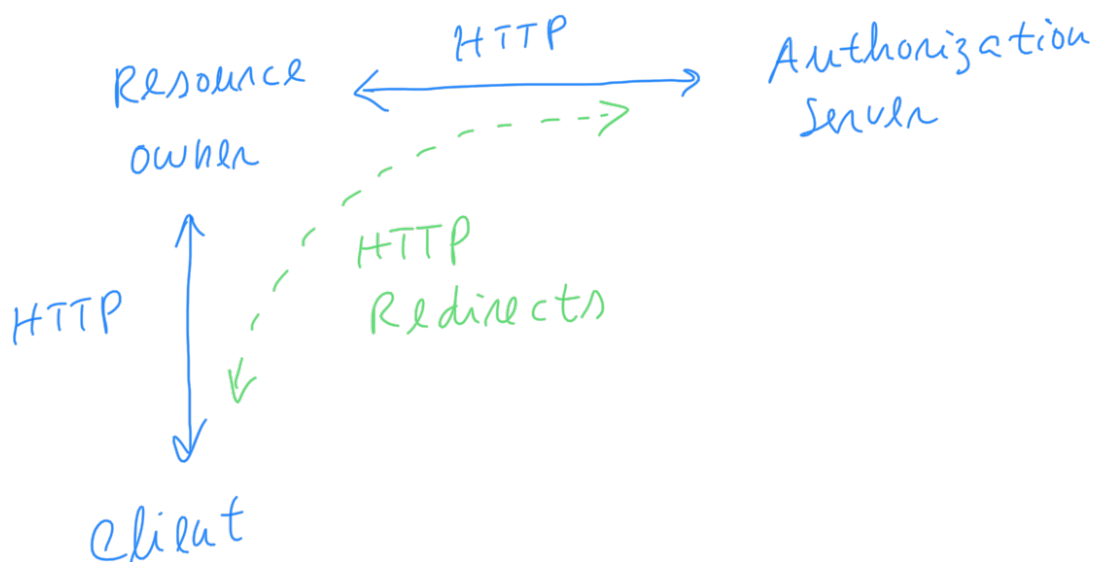 HTTP
Resource
owner
Authorization
Server
HTTP
Redirects
HTTP
Client